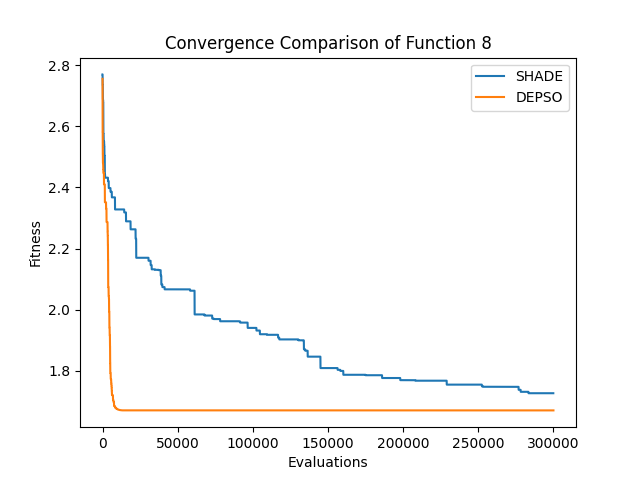 Convergence Comparison of Function 8
SHADE
DEPSO
Fitness
2.8
2.6
2.4
2.2
2.0
1.8
0 50000 100000 150000 200000 250000 300000
Evaluations